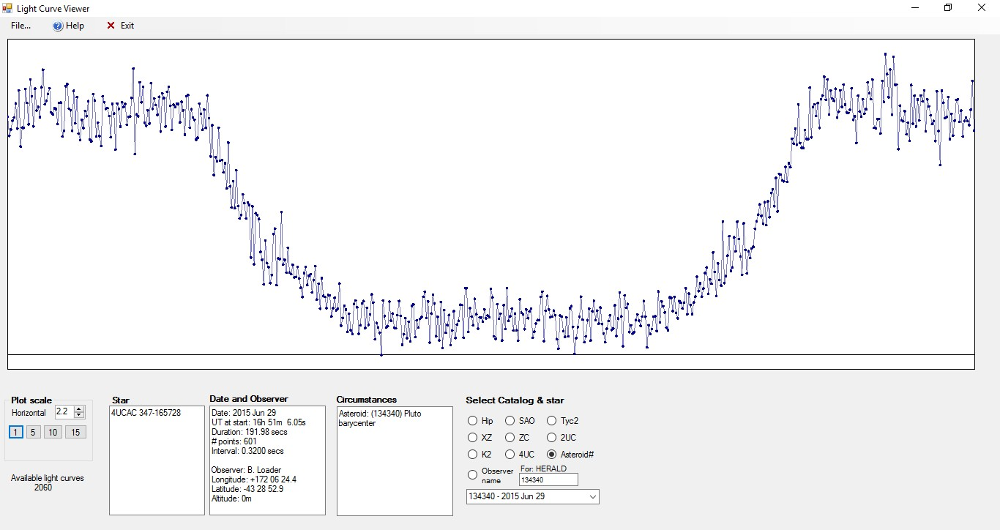 Light Curve Viewer
File... Help Exit
Plot scale
Horizontal 2.2
1 5 10 15
Available light curves
2060
Star
4UCAC 347-165728
Date and Observer
Date: 2015 Jun 29
UT at start: 16h 51m 6.05s
Duration: 191.98 secs
# points: 601
Interval: 0.3200 secs
Observer: B. Loader
Longitude: +172 06 24.4
Latitude: -43 28 52.9
Altitude: 0m
Circumstances
Asteroid: (134340) Pluto
barycenter
Select Catalog & star
Hip SAO Tyc2
XZ ZC 2UC
K2 4UC Asteroid#
Observer
name
For: HERALD
134340
134340 - 2015 Jun 29